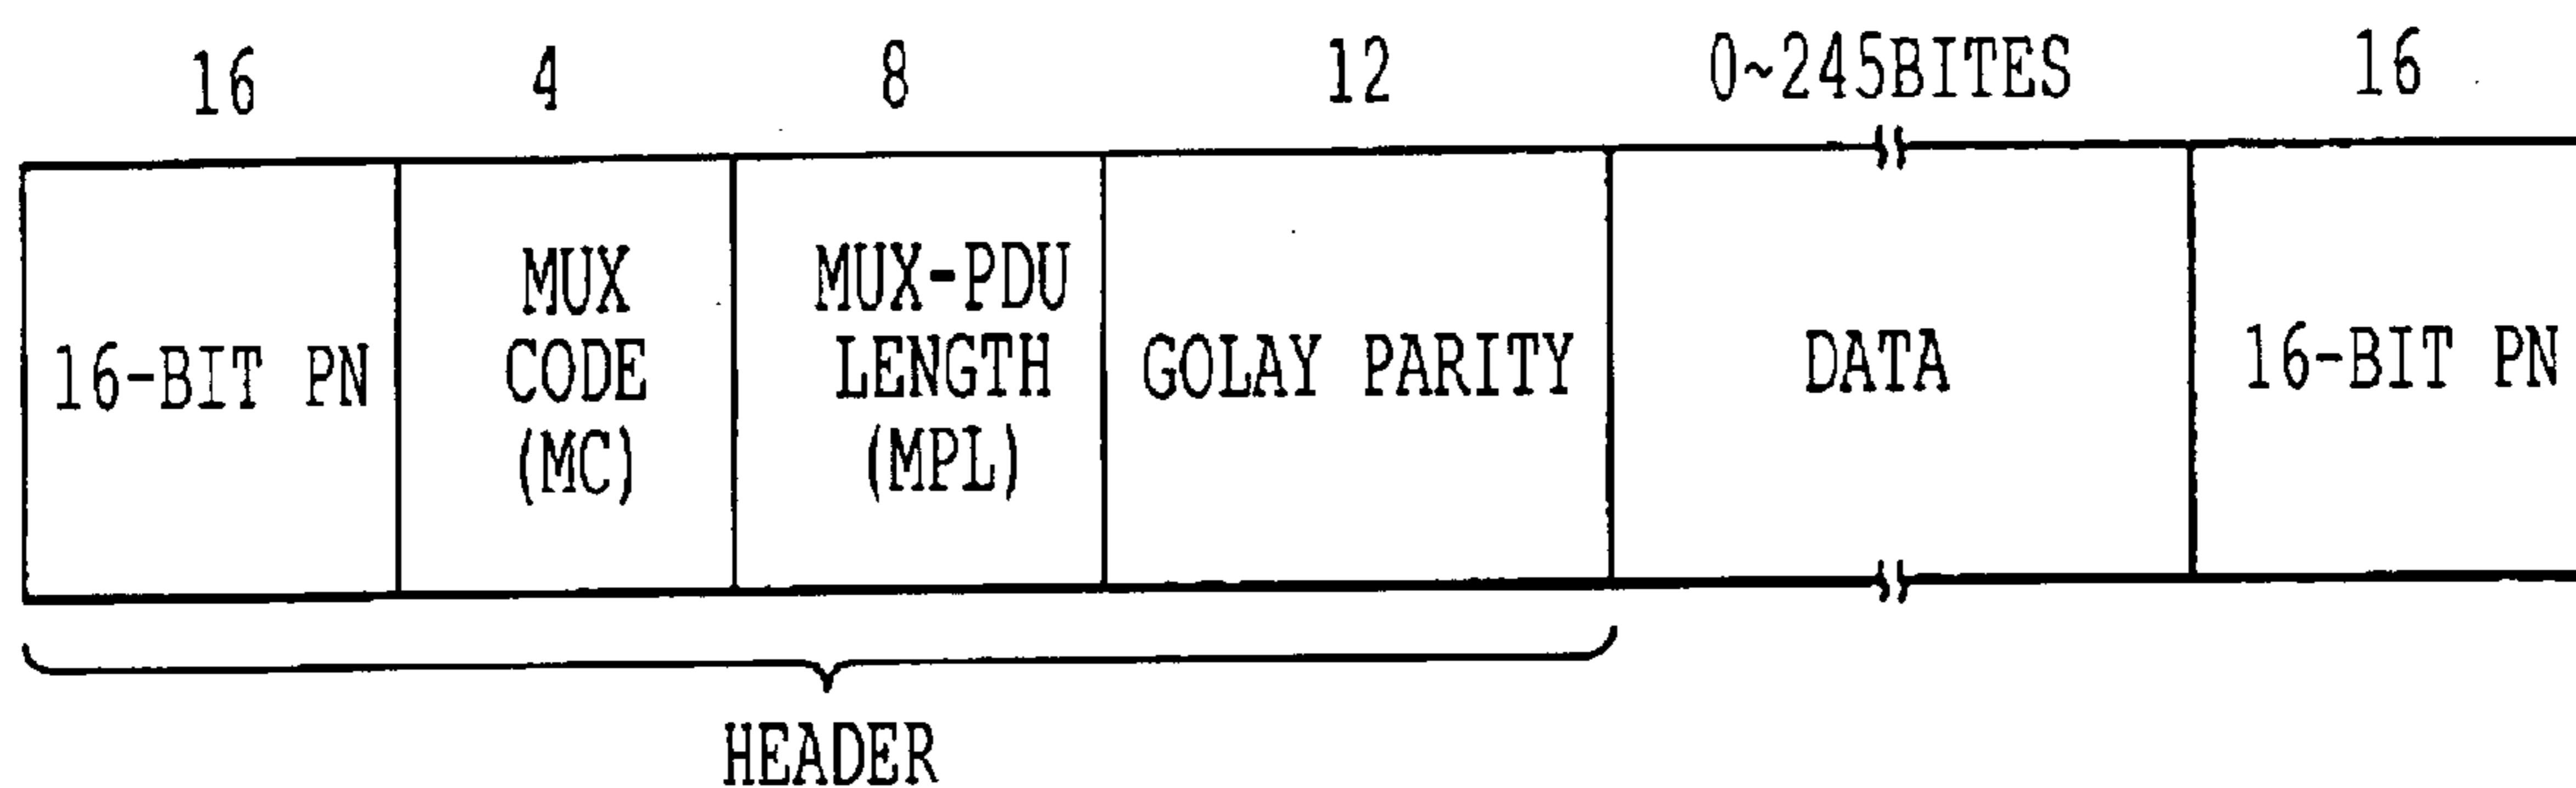 16 4 8 12 0~245BITES 16
16-BIT PN
MUX
CODE
(MC)
MUX-PDU
LENGTH
(MPL)
GOLAY PARITY
DATA
16-BIT PN
HEADER